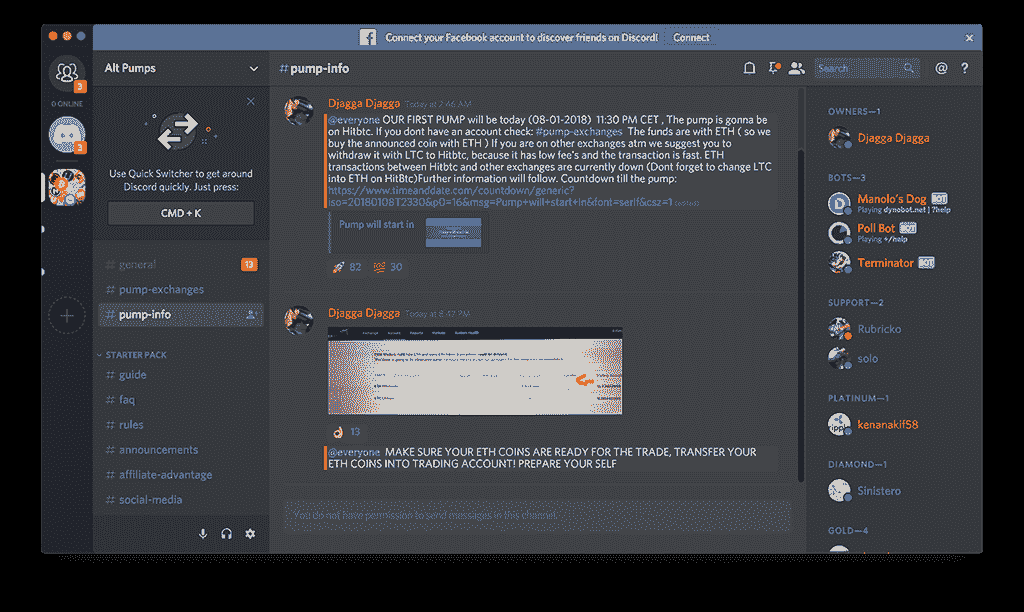 Connect your Facebook account to discover friends on Discord! Connect
Alt Pumps
#pump-info
Search
3
0 ONLINE
3
Use Quick Switcher to get around
Discord quickly. Just press:
CMD + K
# general 13
# pump-exchanges
# pump-info
STARTER PACK
# guide
# faq
# rules
# announcements
# affiliate-advantage
# social-media
Djagga Djagga Today at 2:46 AM
@everyone OUR FIRST PUMP will be today (08-01-2018) 11:30 PM CET , The pump is gonna be
on Hitbtc. If you dont have an account check: #pump-exchanges The funds are with ETH ( so we
buy the announced coin with ETH ) If you are on other exchanges atm we suggest you to
withdraw it with LTC to Hitbtc, because it has low fee's and the transaction is fast. ETH
transactions between Hitbtc and other exchanges are currently down (Dont forget to change LTC
into ETH on HitBtc)Further information will follow. Countdown till the pump:
https://www.timeanddate.com/countdown/generic?
iso=20180108T2330&p0=16&msg=Pump+will+start+in&font=serif&csz=1 (edited)
Pump will start in
82 30
Djagga Djagga Today at 8:47 PM
13
@everyone MAKE SURE YOUR ETH COINS ARE READY FOR THE TRADE, TRANSFER YOUR
ETH COINS INTO TRADING ACCOUNT! PREPARE YOUR SELF
You do not have permission to send messages in this channel.
OWNERS—1
Djagga Djagga
BOTS—3
Manolo's Dog BOT
Playing dynobot.net | ?help
Poll Bot BOT
Playing +/help
Terminator BOT
SUPPORT—2
Rubricko
solo
PLATINUM—1
kenanakif58
DIAMOND—1
Sinistero
GOLD—4